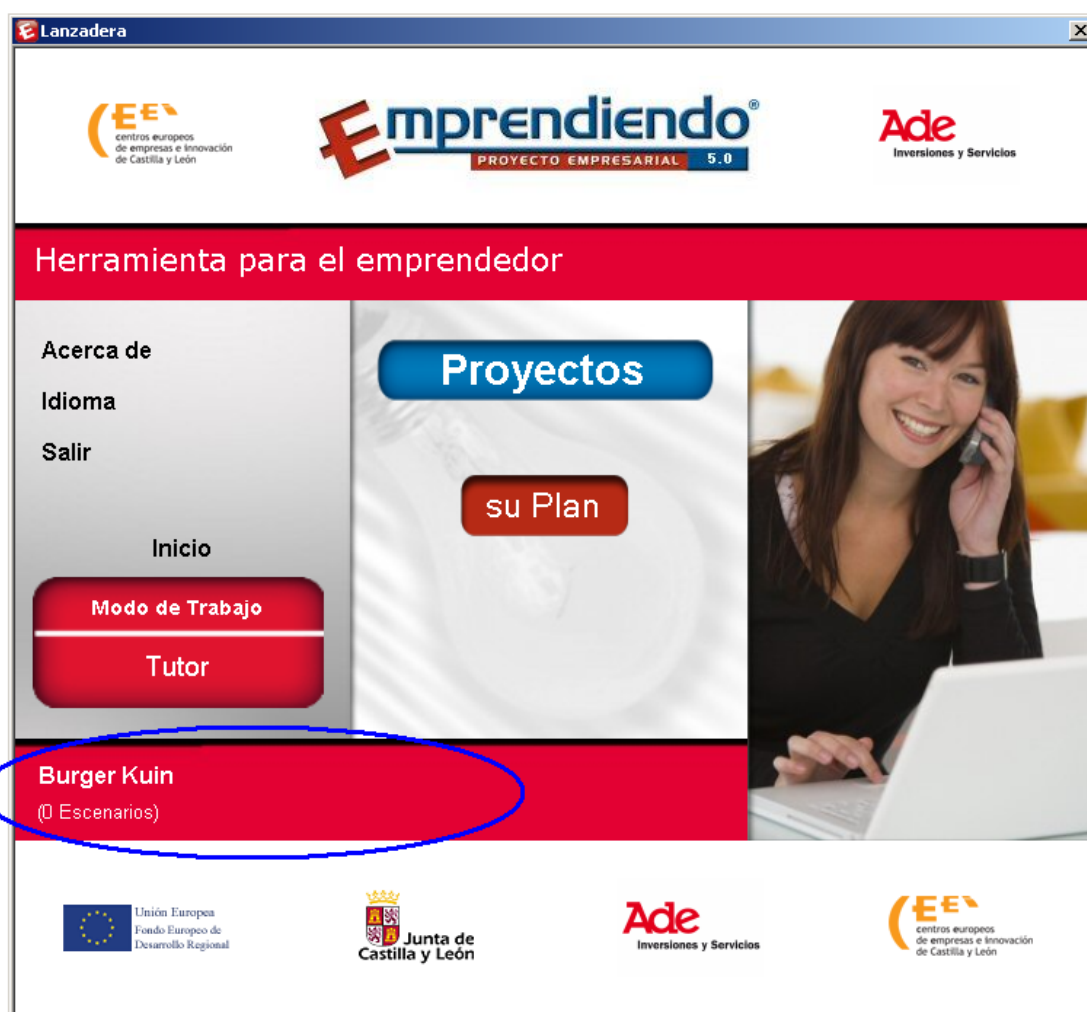 Lanzadera
CEEI
centros europeos
de empresas e innovación
de Castilla y León
Emprendiendo®
PROYECTO EMPRESARIAL 5.0
Ade
Inversiones y Servicios
Herramienta para el emprendedor
Acerca de
Idioma
Salir
Inicio
Modo de Trabajo
Tutor
Proyectos
su Plan
Burger Kuin
(0 Escenarios)
Unión Europea
Fondo Europeo de
Desarrollo Regional
Junta de
Castilla y León
Ade
Inversiones y Servicios
CEEI
centros europeos
de empresas e innovación
de Castilla y León